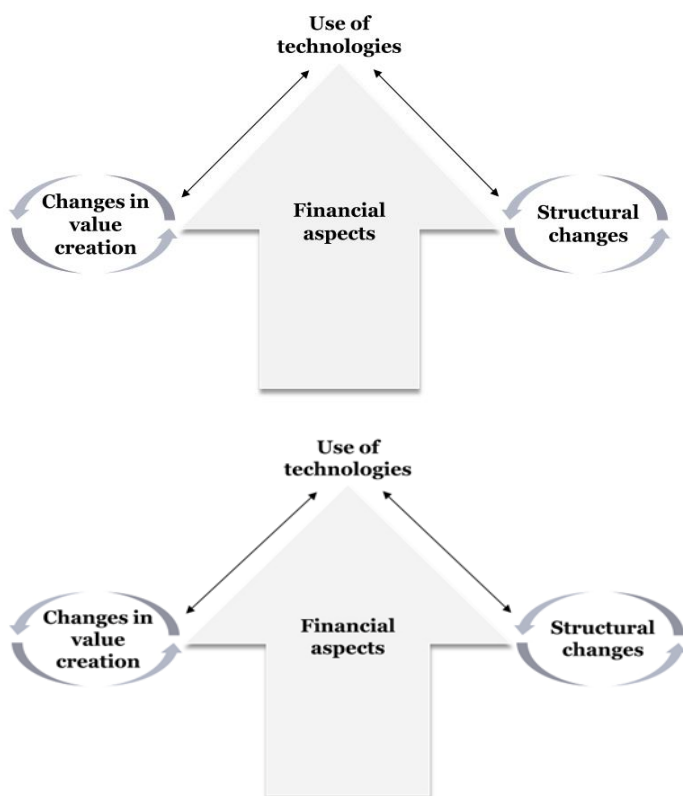 Use of
technologies
Changes in
value
creation
Financial
aspects
Structural
changes
Use of
technologies
Changes in
value
creation
Financial
aspects
Structural
changes